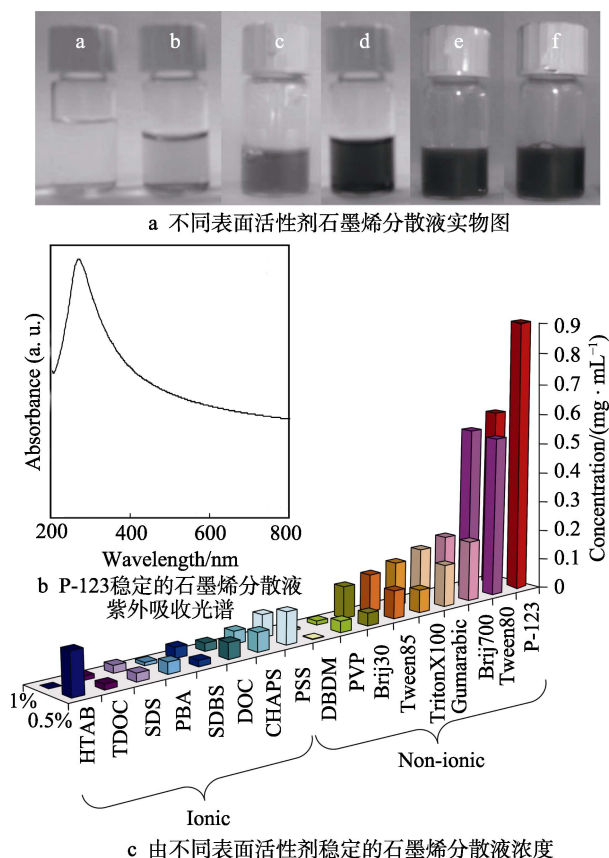 a b c d e f
a 不同表面活性剂石墨烯分散液实物图
Absorbance (a. u.)
200 400 600 800
Wavelength/nm
b P-123稳定的石墨烯分散液
紫外吸收光谱
0.9
0.8
0.7
0.6
0.5
0.4
0.3
0.2
0.1
0
Concentration/(mg · mL⁻¹)
1%
0.5%
HTAB
TDOC
SDS
PBA
SDBS
DOC
CHAPS
PSS
DBDM
PVP
Brij30
Tween85
TritonX100
Gumarabic
Brij700
Tween80
P-123
Ionic
Non-ionic
c 由不同表面活性剂稳定的石墨烯分散液浓度